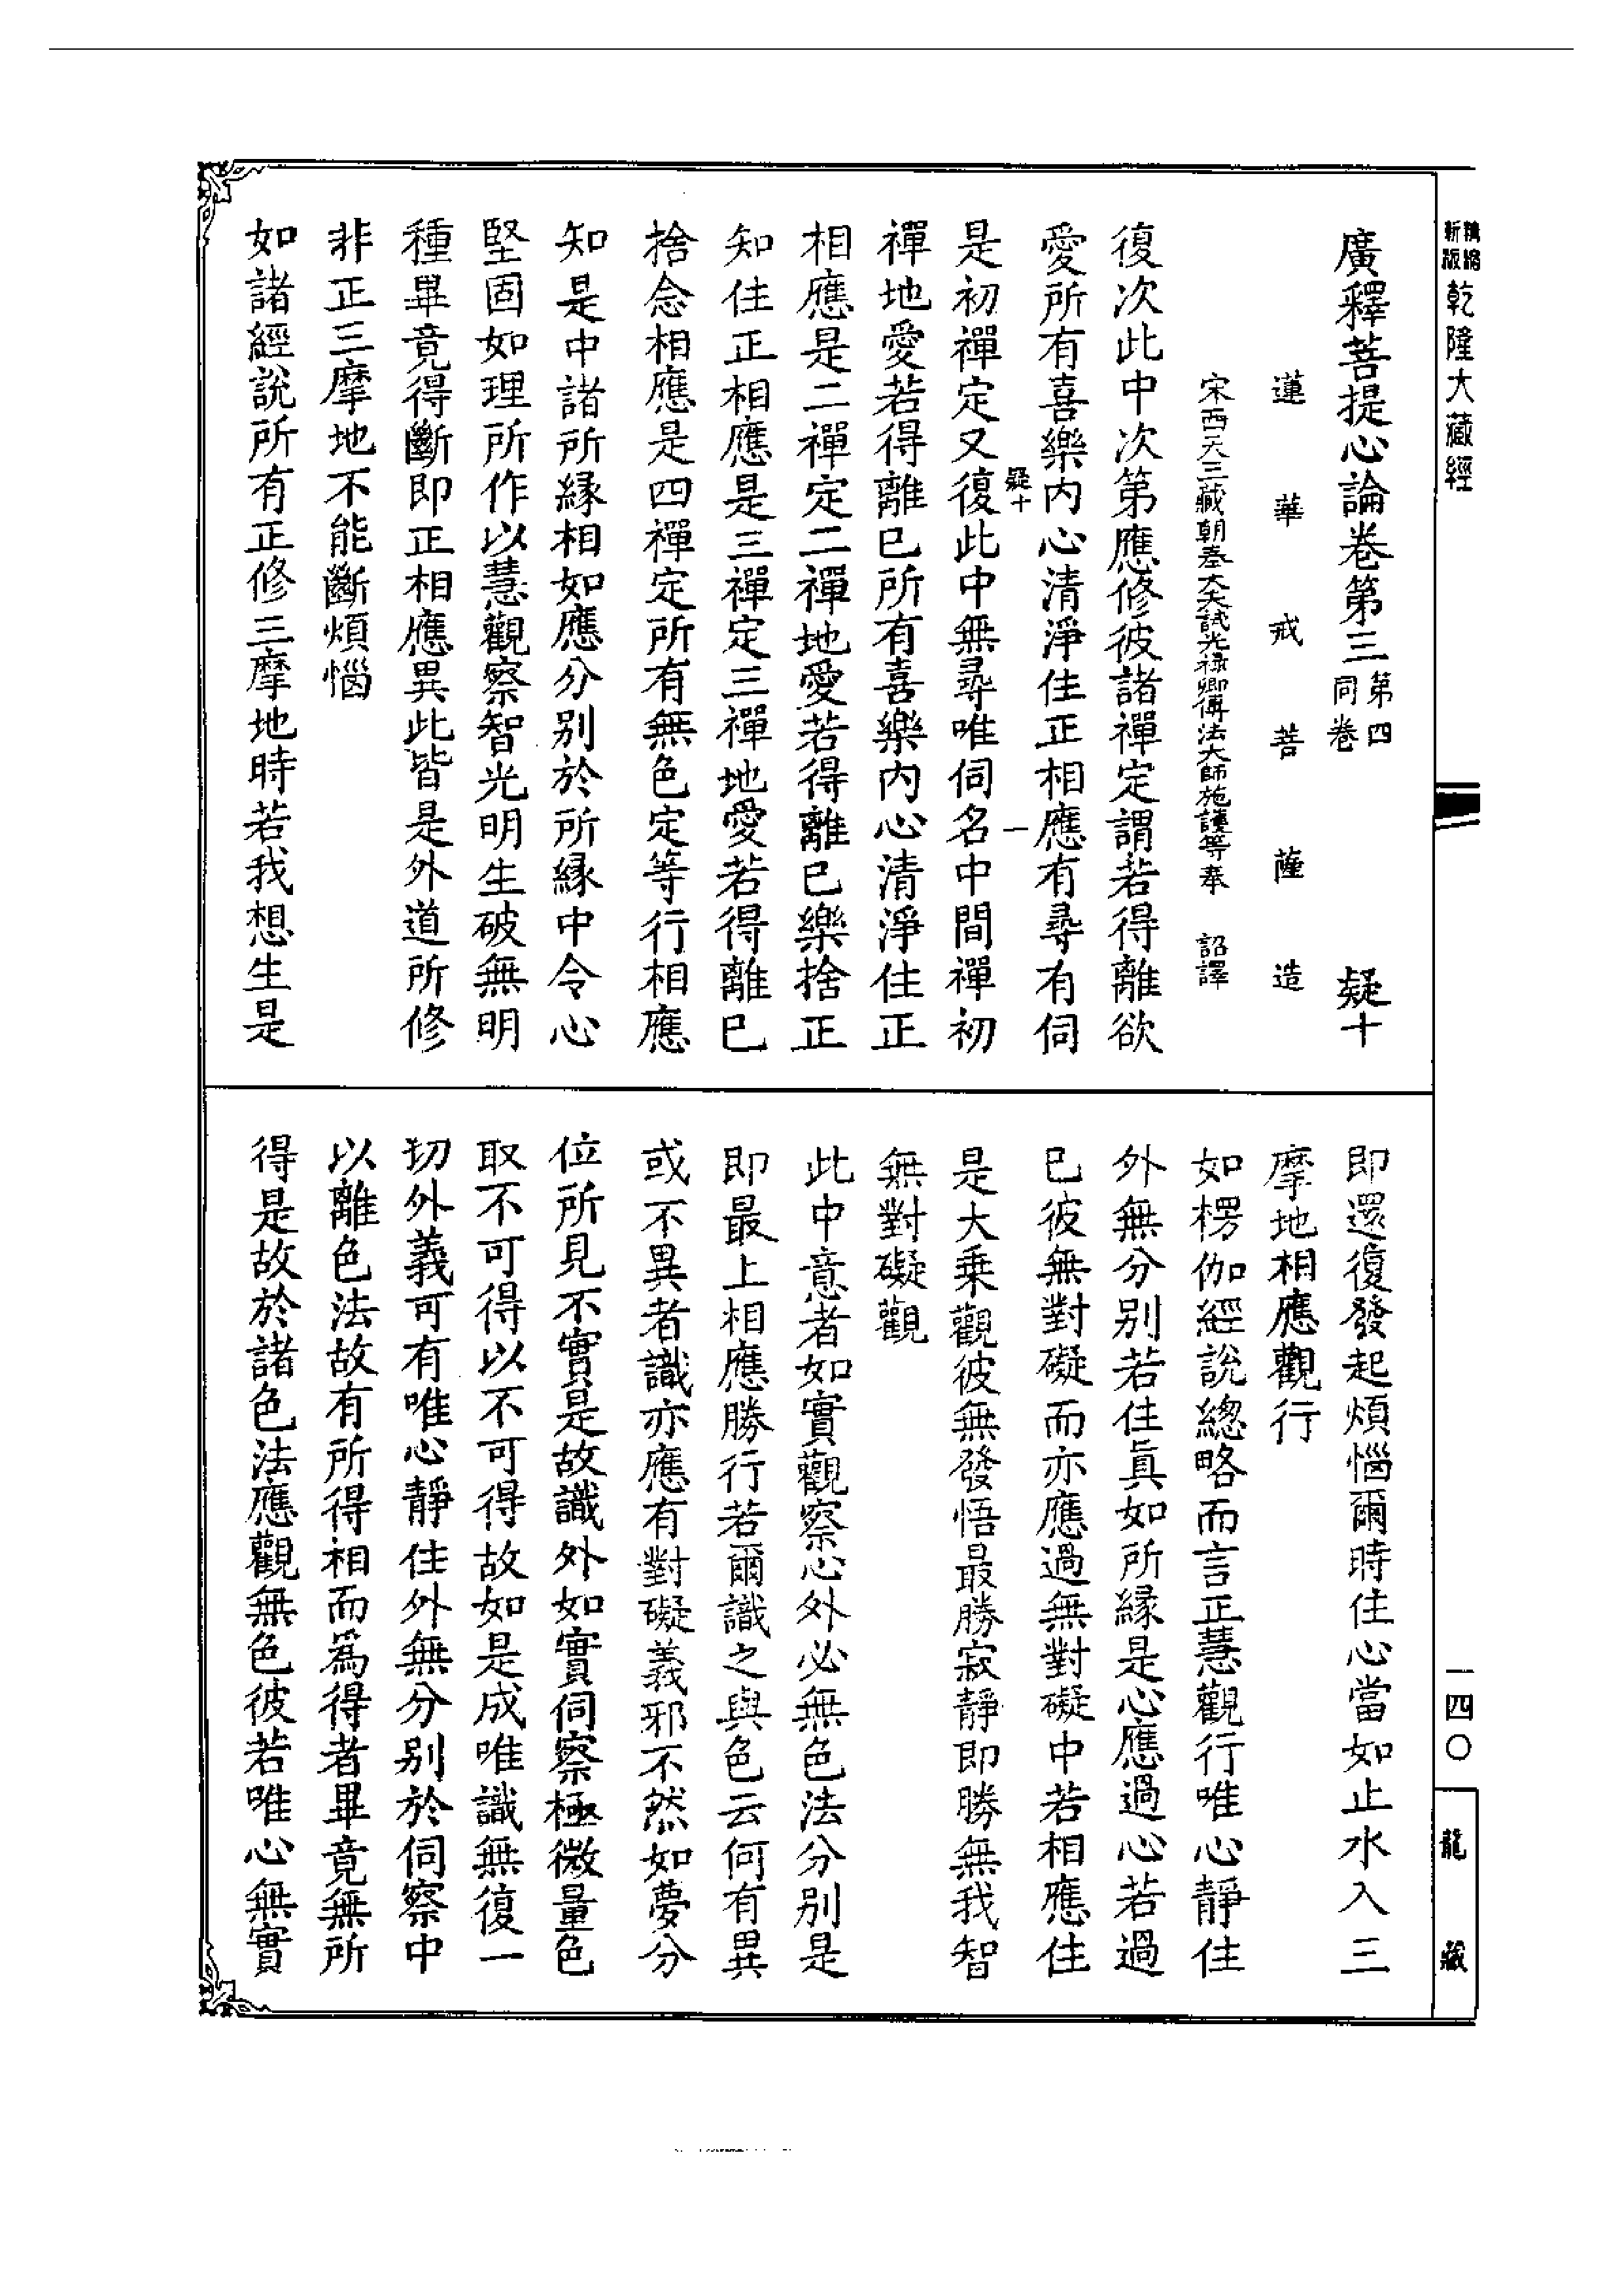 新版
乾隆大藏經
廣釋菩提心論卷第三 第四同卷 疑十
蓮華戒菩薩造
宋西天三藏朝奉大夫試光祿卿傳法大師施護等奉 詔譯
復次此中次第應修彼諸禪定謂若得離欲
愛所有喜樂內心清淨住正相應有尋有伺
疑十 一
是初禪定又復此中無尋唯伺名中間禪初
禪地愛若得離已所有喜樂內心清淨住正
相應是二禪定二禪地愛若得離已樂捨正
知住正相應是三禪定三禪地愛若得離已
捨念相應是四禪定所有無色定等行相應
知是中諸所緣相如應分別於所緣中令心
堅固如理所作以慧觀察智光明生破無明
種畢竟得斷即正相應異此皆是外道所修
非正三摩地不能斷煩惱
如諸經說所有正修三摩地時若我想生是
即還復發起煩惱爾時住心當如止水入三
摩地相應觀行
如楞伽經說總略而言正慧觀行唯心靜住
外無分別若住真如所緣是心應過心若過
已彼無對礙而亦應過無對礙中若相應住
是大乘觀彼無發悟最勝寂靜即勝無我智
無對礙觀
此中意者如實觀察心外必無色法分別是
即最上相應勝行若爾識之與色云何有異
或不異者識亦應有對礙義邪不然如夢分
位所見不實是故識外如實伺察極微量色
取不可得以不可得故如是成唯識無復一
切外義可有唯心靜住外無分別於伺察中
以離色法故有所得相而為得者畢竟無所
得是故於諸色法應觀無色彼若唯心無實
一四〇
龍藏